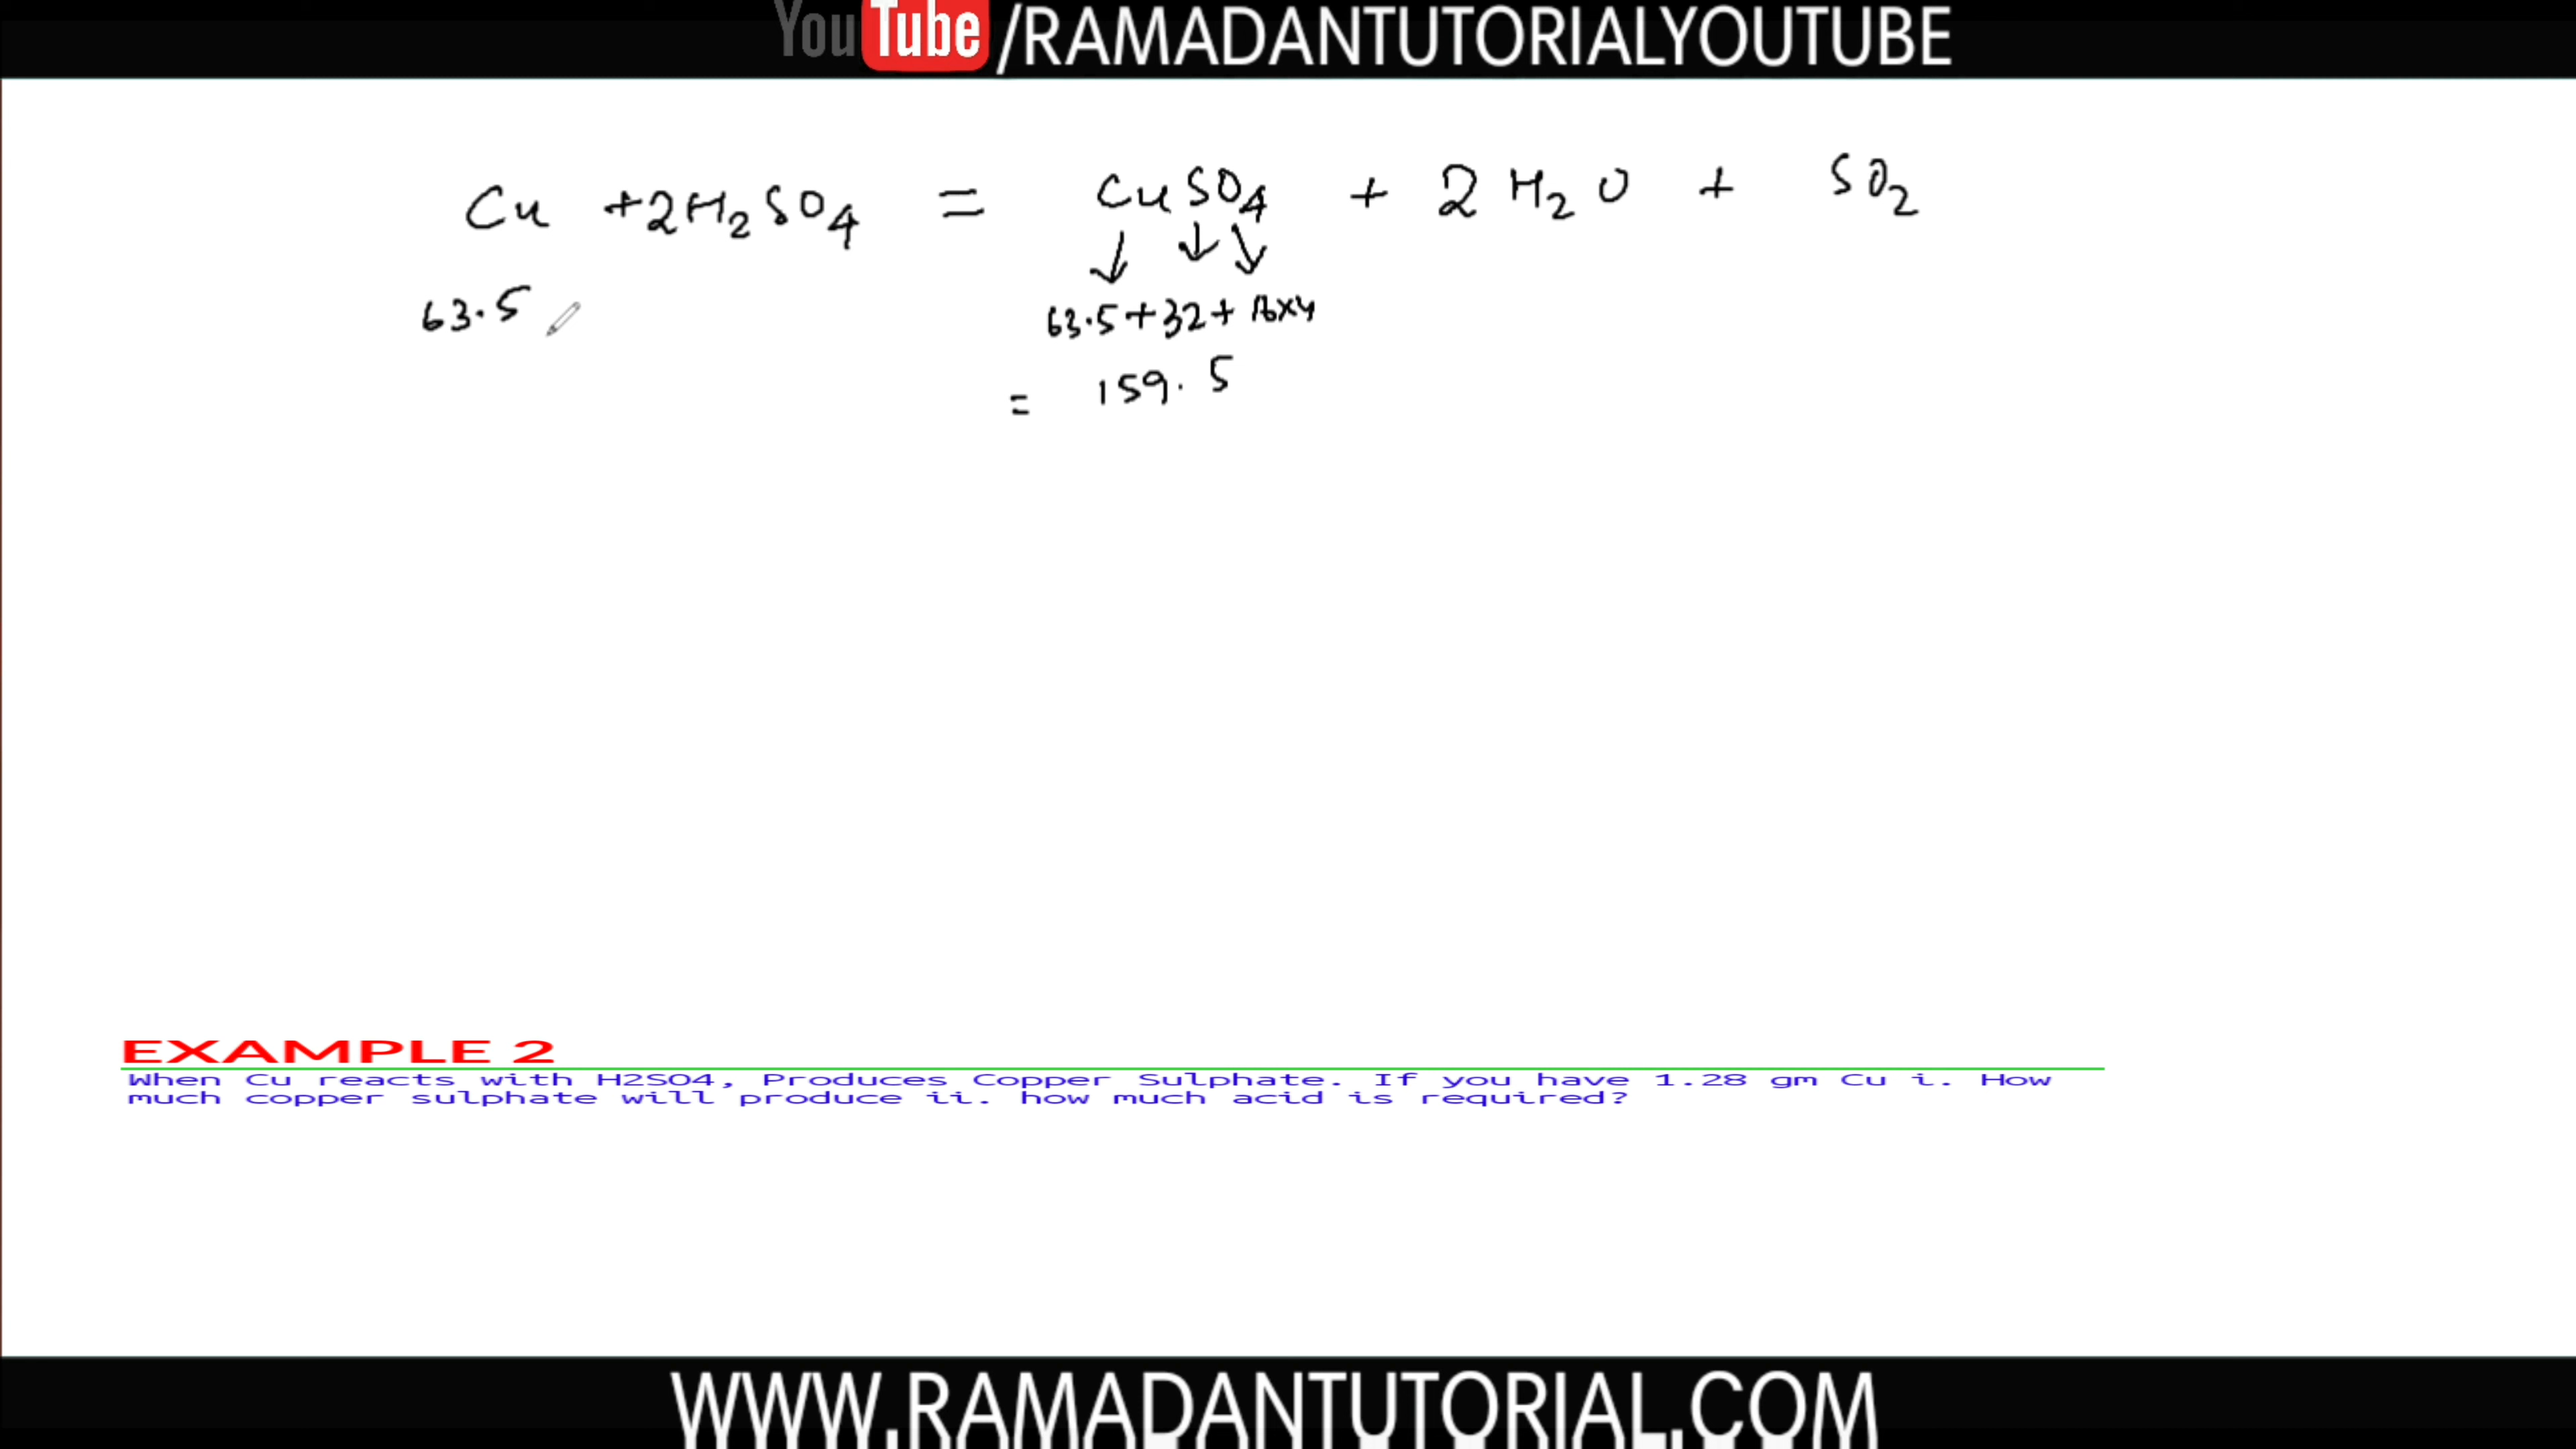 YouTube /RAMADANTUTORIALYOUTUBE
Cu +2H₂SO₄ = CuSO₄ + 2H₂O + SO₂
63.5 63.5+32+16×4
= 159.5
EXAMPLE 2
When Cu reacts with H2SO4, Produces Copper Sulphate. If you have 1.28 gm Cu i. How
much copper sulphate will produce ii. how much acid is required?
WWW.RAMADANTUTORIAL.COM